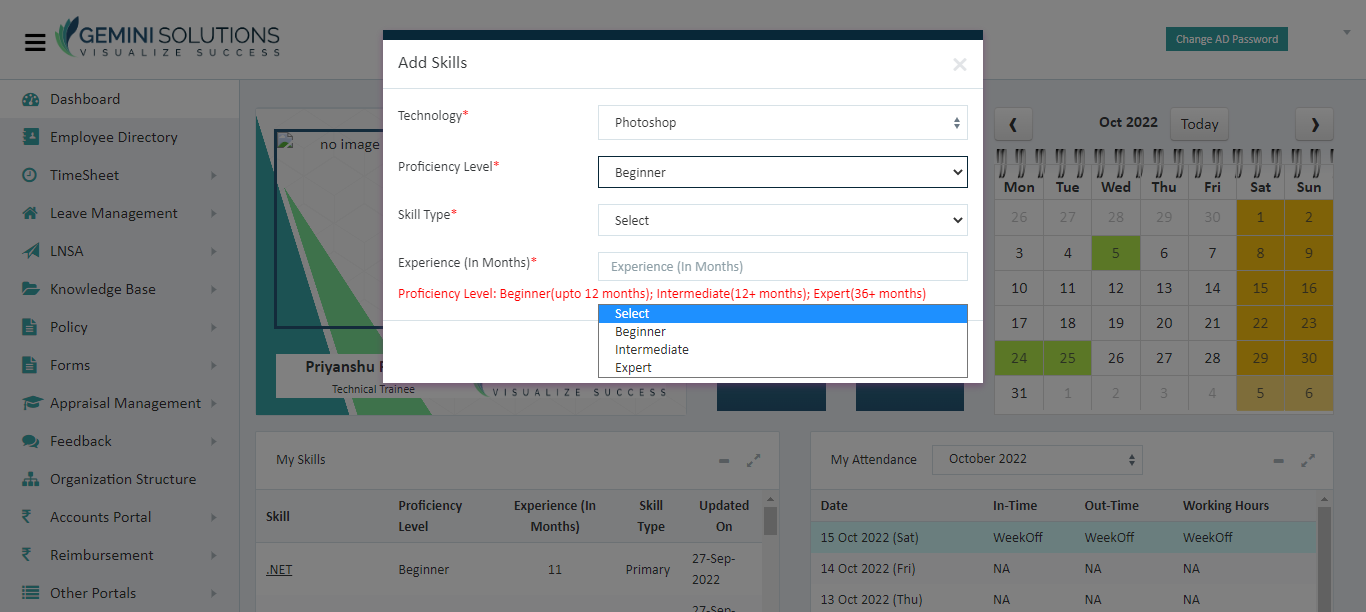 GEMINI SOLUTIONS
VISUALIZE SUCCESS
Change AD Password
Dashboard
Employee Directory
TimeSheet
Leave Management
LNSA
Knowledge Base
Policy
Forms
Appraisal Management
Feedback
Organization Structure
Accounts Portal
Reimbursement
Other Portals
no image
Priyanshu
Technical Trainee
VISUALIZE SUCCESS
Add Skills
×
Technology*
Photoshop
Proficiency Level*
Beginner
Skill Type*
Select
Experience (In Months)*
Experience (In Months)
Proficiency Level: Beginner(upto 12 months); Intermediate(12+ months); Expert(36+ months)
Select
Beginner
Intermediate
Expert
❮ Oct 2022 Today ❯
Mon Tue Wed Thu Fri Sat Sun
26 27 28 29 30 1 2
3 4 5 6 7 8 9
10 11 12 13 14 15 16
17 18 19 20 21 22 23
24 25 26 27 28 29 30
31 1 2 3 4 5 6
My Skills
Skill Proficiency Level Experience (In Months) Skill Type Updated On
.NET Beginner 11 Primary 27-Sep-2022
My Attendance October 2022
Date In-Time Out-Time Working Hours
15 Oct 2022 (Sat) WeekOff WeekOff WeekOff
14 Oct 2022 (Fri) NA NA NA
13 Oct 2022 (Thu) NA NA NA